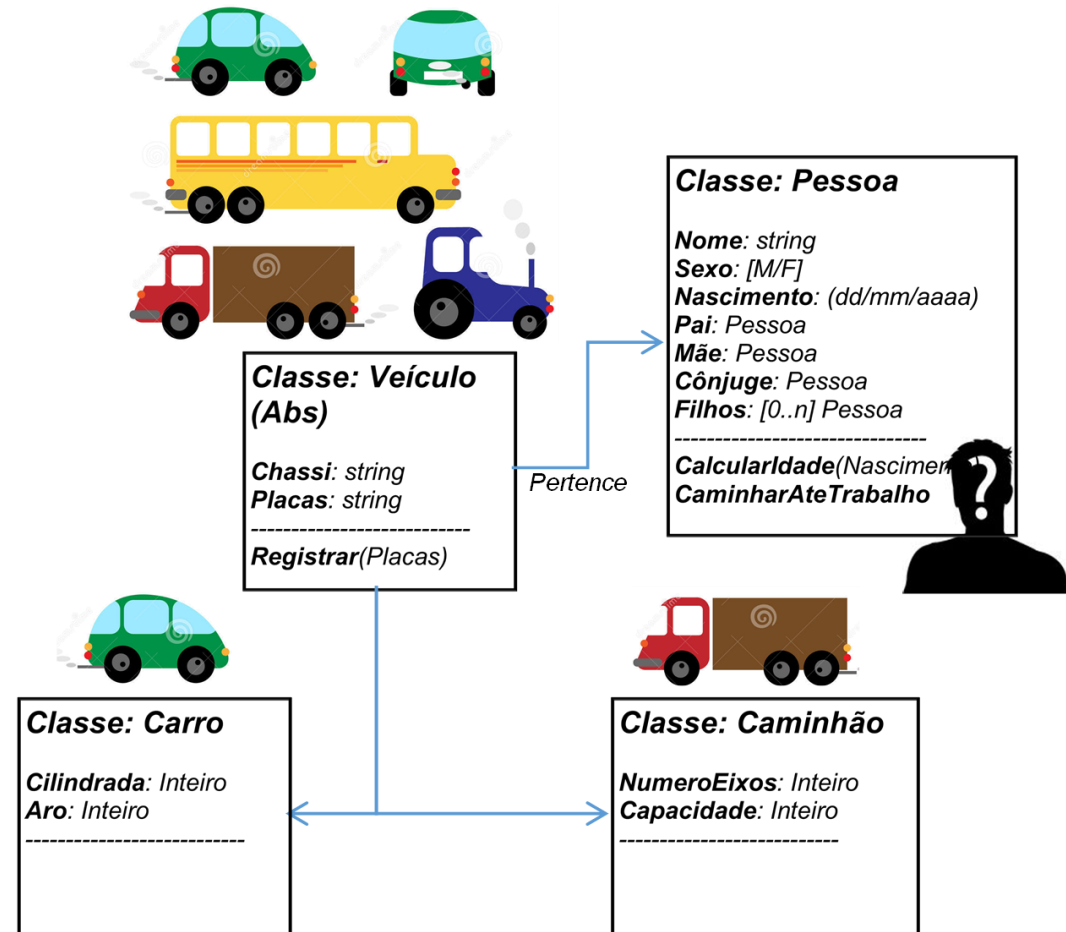 Classe: Pessoa
Nome: string
Sexo: [M/F]
Nascimento: (dd/mm/aaaa)
Pai: Pessoa
Mãe: Pessoa
Cônjuge: Pessoa
Filhos: [0..n] Pessoa
-------------------------------
CalcularIdade(Nascimen
CaminharAteTrabalho
?
Classe: Veículo
(Abs)
Chassi: string
Placas: string
---------------------------
Registrar(Placas)
Pertence
Classe: Carro
Cilindrada: Inteiro
Aro: Inteiro
---------------------------
Classe: Caminhão
NumeroEixos: Inteiro
Capacidade: Inteiro
---------------------------